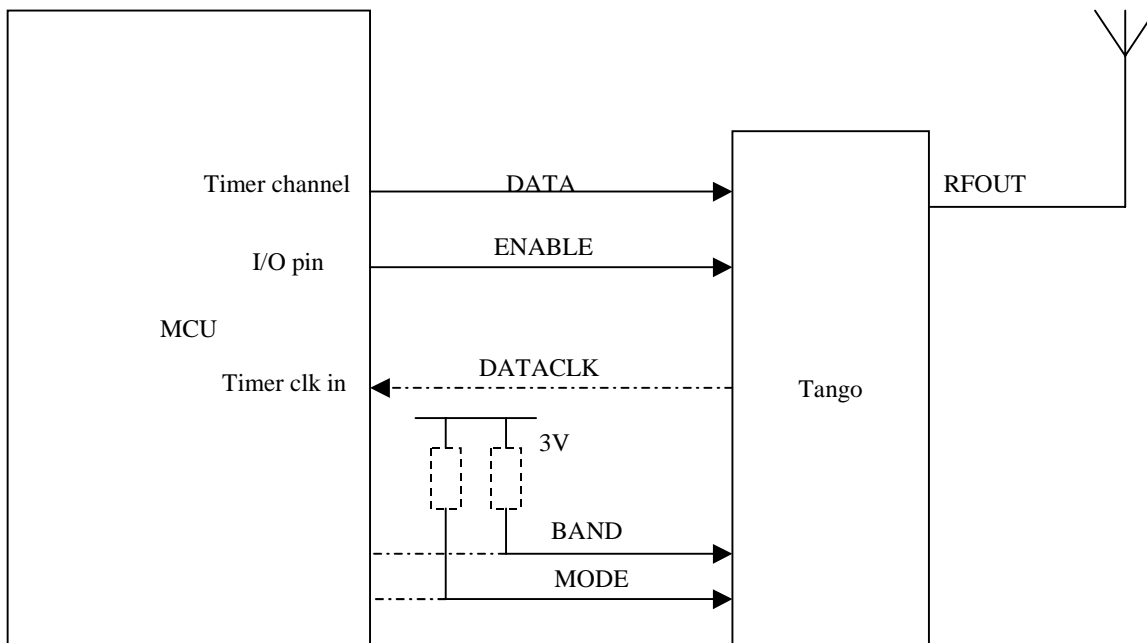 Timer channel
DATA
RFOUT
ENABLE
I/O pin
MCU
DATACLK
Timer clk in
Tango
3V
BAND
MODE